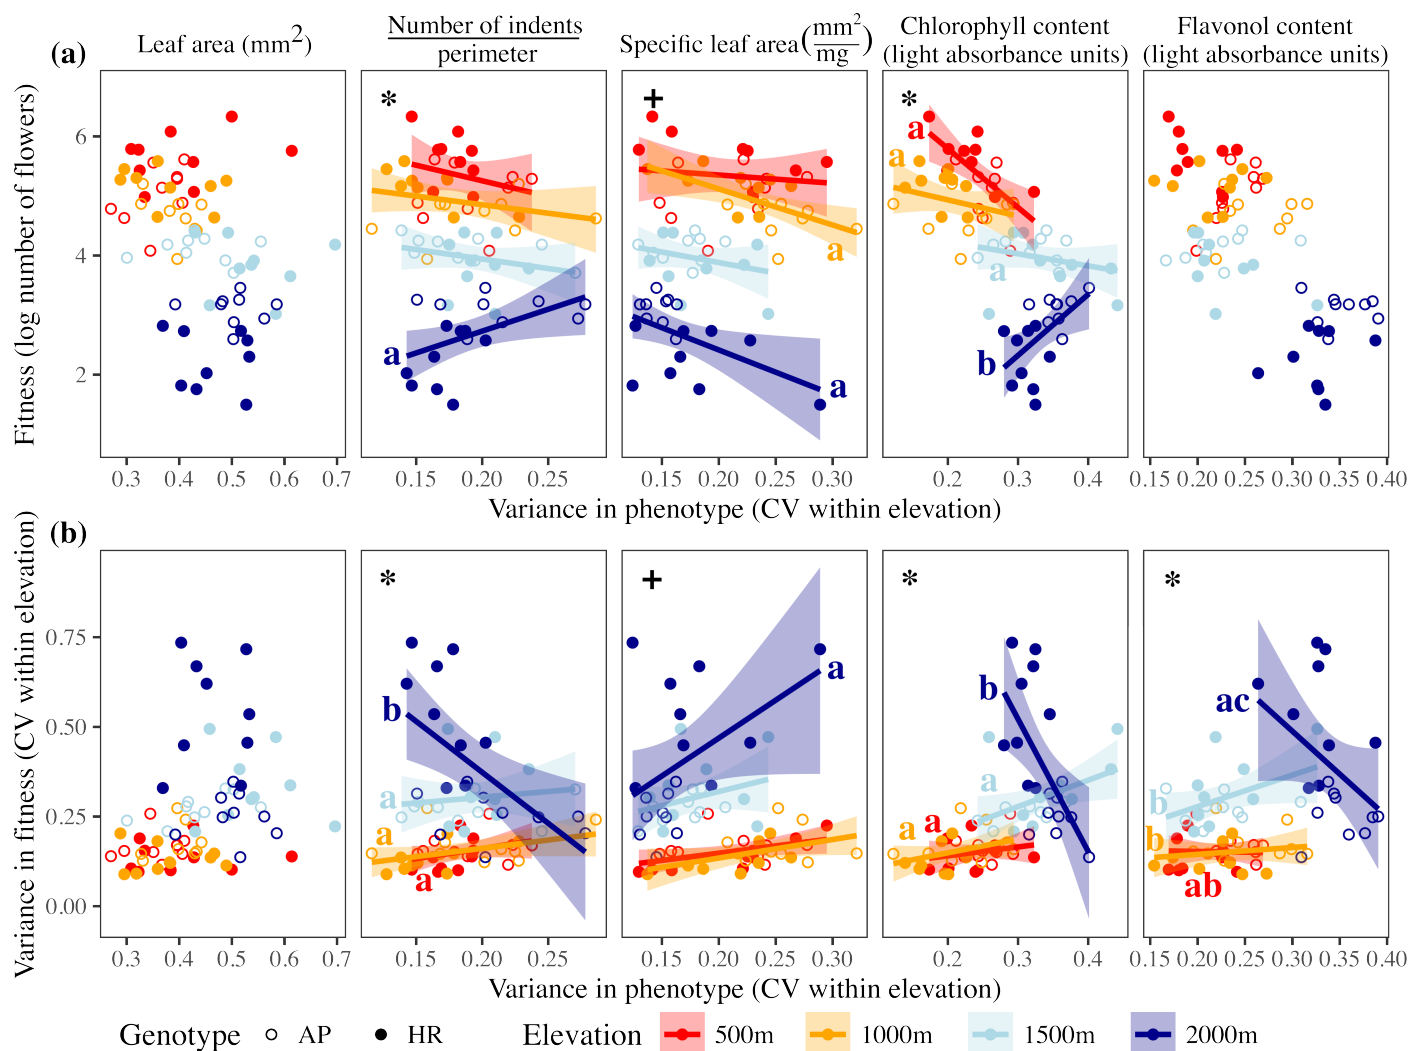 (a)
Leaf area (mm²)
Number of indents
perimeter
Specific leaf area (mm²/mg)
Chlorophyll content
(light absorbance units)
Flavonol content
(light absorbance units)
Fitness (log number of flowers)
6
4
2
* + *
a a a a a a a b
0.3 0.4 0.5 0.6 0.7
0.15 0.20 0.25
0.15 0.20 0.25 0.30
0.2 0.3 0.4
0.15 0.20 0.25 0.30 0.35 0.40
Variance in phenotype (CV within elevation)
(b)
Variance in fitness (CV within elevation)
0.75
0.50
0.25
0.00
* + * *
b a a a
a
b a a a
ac b b ab
0.3 0.4 0.5 0.6 0.7
0.15 0.20 0.25
0.15 0.20 0.25 0.30
0.2 0.3 0.4
0.15 0.20 0.25 0.30 0.35 0.40
Variance in phenotype (CV within elevation)
Genotype AP HR Elevation 500m 1000m 1500m 2000m